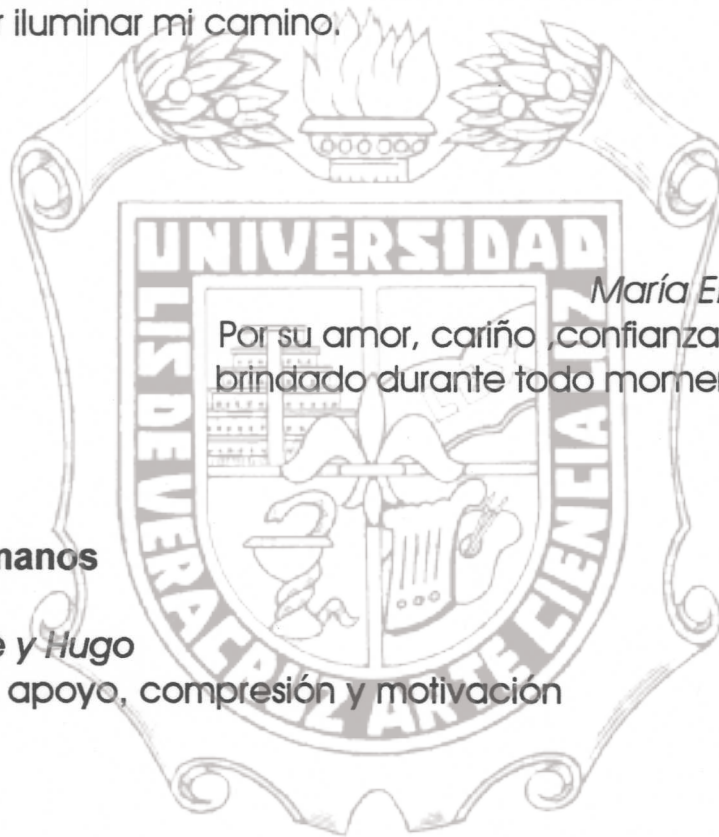 r iluminar mi camino.
María E
Por su amor, cariño ,confianza
brindado durante todo momen
manos
e y Hugo
apoyo, compresión y motivación
UNIVERSIDAD
LIS DE VERACRUZ ARTE CIENCIA LUZ